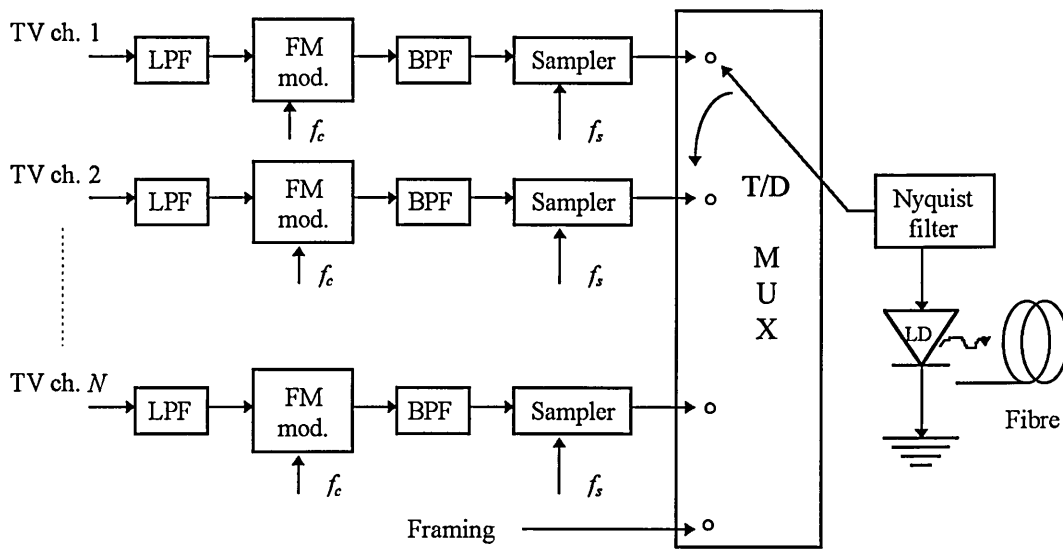 TV ch. 1
LPF
FM
mod.
BPF
Sampler
f_c
f_s
TV ch. 2
LPF
FM
mod.
BPF
Sampler
f_c
f_s
T/D
M
U
X
Nyquist
filter
LD
Fibre
TV ch. N
LPF
FM
mod.
BPF
Sampler
f_c
f_s
Framing